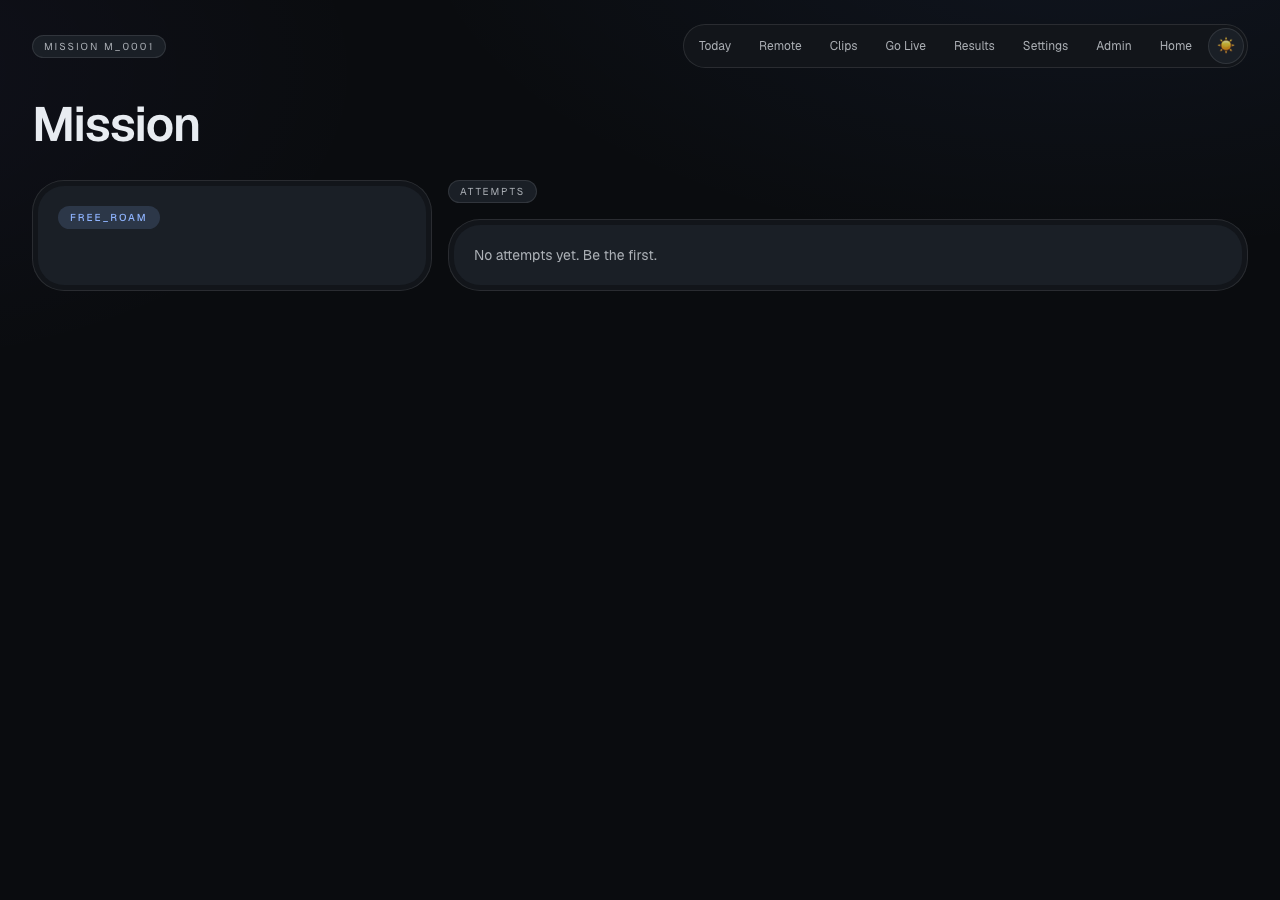 MISSION M_0001
Today Remote Clips Go Live Results Settings Admin Home
Mission
FREE_ROAM
ATTEMPTS
No attempts yet. Be the first.